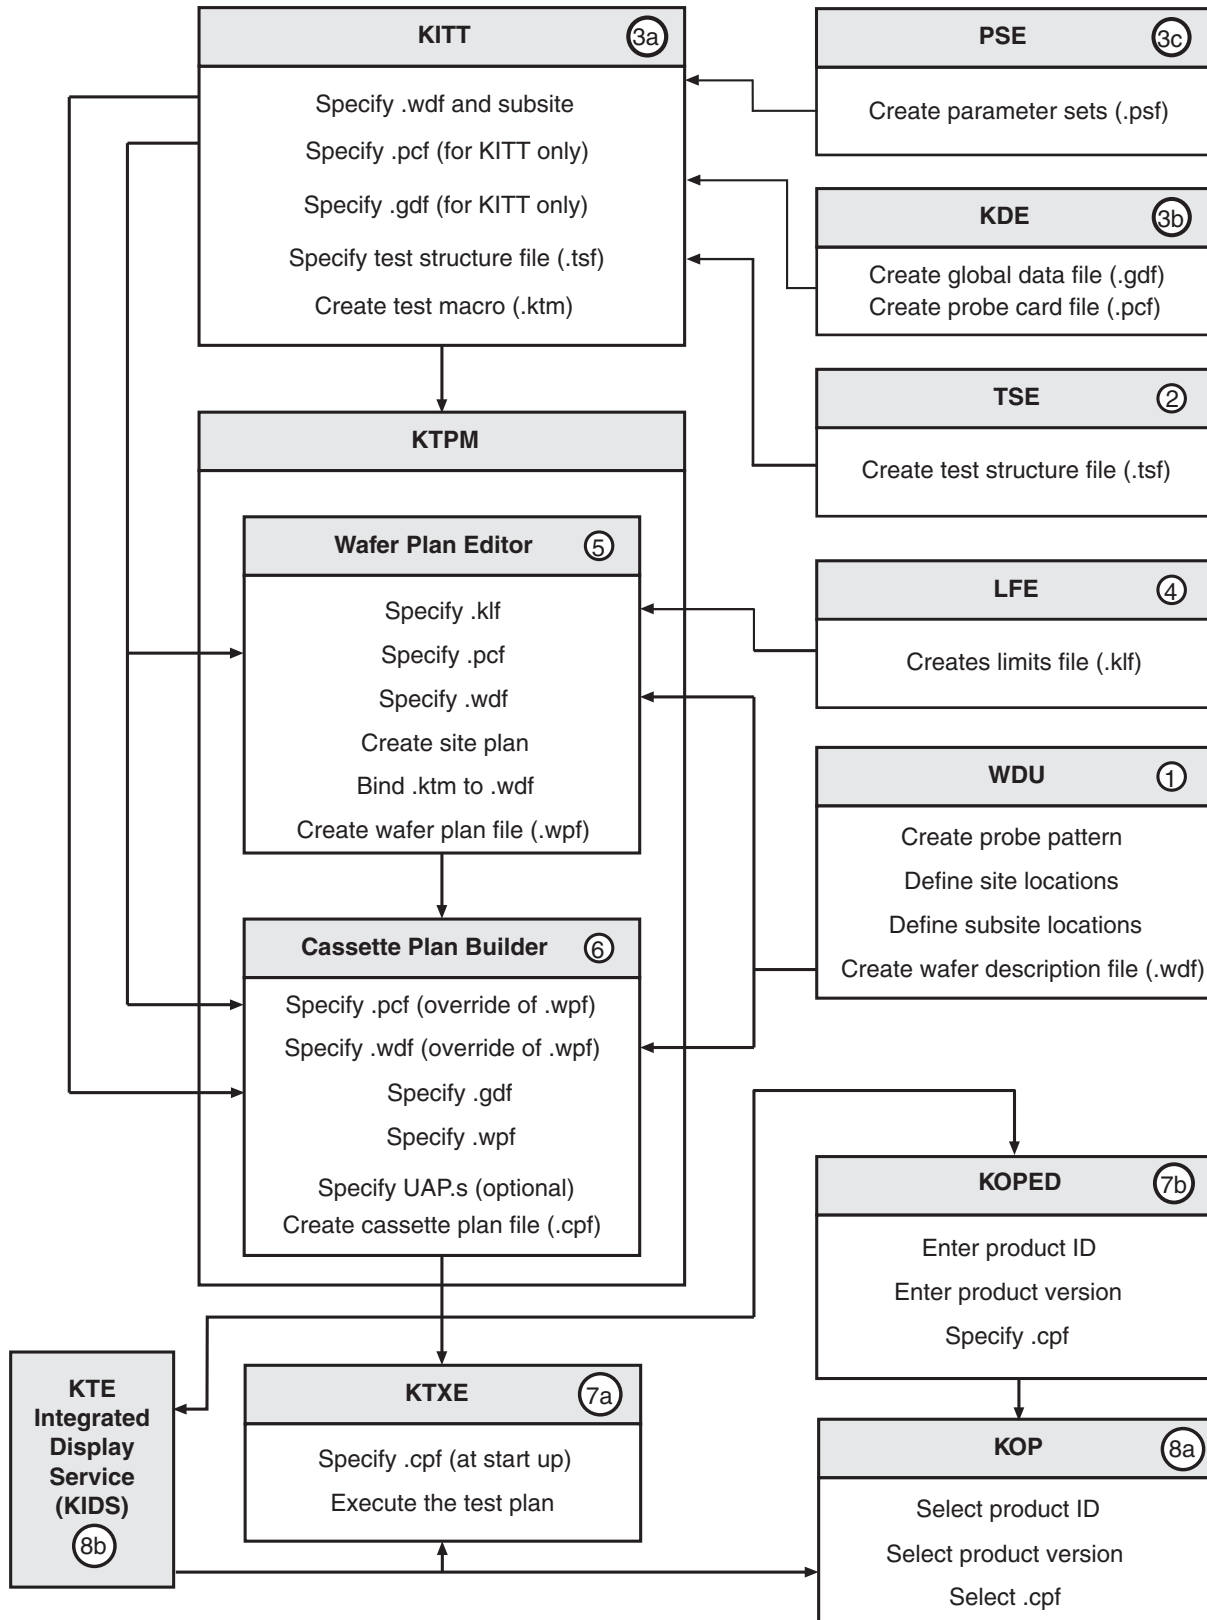 KITT
3a
Specify .wdf and subsite
Specify .pcf (for KITT only)
Specify .gdf (for KITT only)
Specify test structure file (.tsf)
Create test macro (.ktm)
PSE
3c
Create parameter sets (.psf)
KDE
3b
Create global data file (.gdf)
Create probe card file (.pcf)
TSE
2
Create test structure file (.tsf)
KTPM
Wafer Plan Editor
5
Specify .klf
Specify .pcf
Specify .wdf
Create site plan
Bind .ktm to .wdf
Create wafer plan file (.wpf)
LFE
4
Creates limits file (.klf)
WDU
1
Create probe pattern
Define site locations
Define subsite locations
Create wafer description file (.wdf)
Cassette Plan Builder
6
Specify .pcf (override of .wpf)
Specify .wdf (override of .wpf)
Specify .gdf
Specify .wpf
Specify UAP.s (optional)
Create cassette plan file (.cpf)
KOPED
7b
Enter product ID
Enter product version
Specify .cpf
KTE
Integrated
Display
Service
(KIDS)
8b
KTXE
7a
Specify .cpf (at start up)
Execute the test plan
KOP
8a
Select product ID
Select product version
Select .cpf